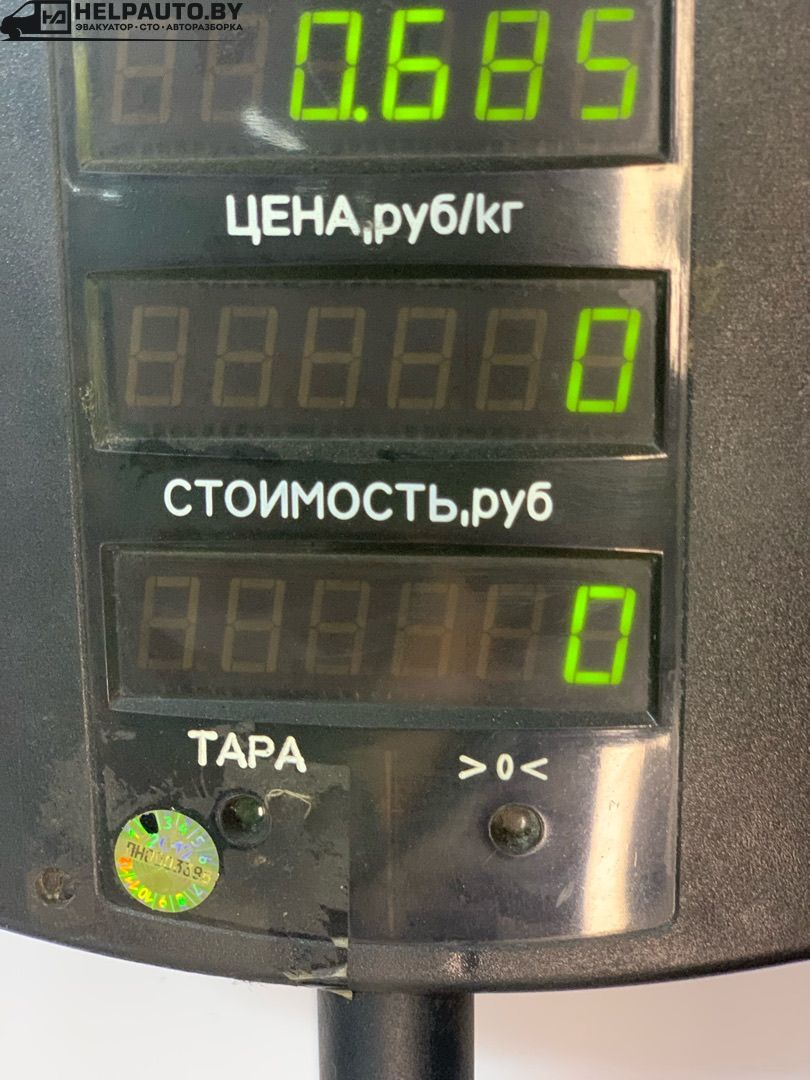 HELPAUTO.BY
ЭВАКУАТОР • СТО • АВТОРАЗБОРКА
0.685
ЦЕНА,руб/кг
0
СТОИМОСТЬ,руб
0
ТАРА
>0<